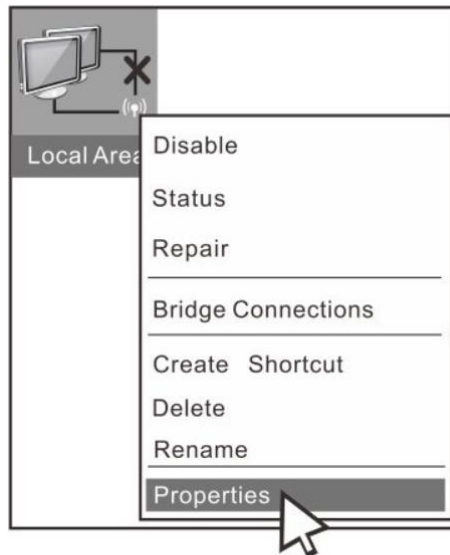 Local Area
Disable
Status
Repair
Bridge Connections
Create Shortcut
Delete
Rename
Properties